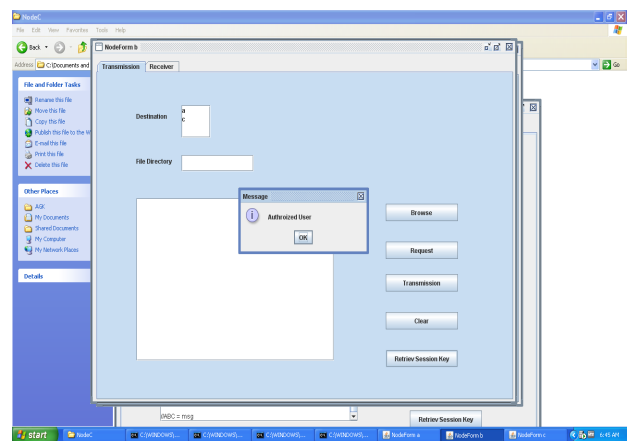 NodeC
File Edit View Favorites Tools Help
Back
Address C:\Documents and
Go
File and Folder Tasks
Rename this file
Move this file
Copy this file
Publish this file to the W
E-mail this file
Print this file
Delete this file
Other Places
AGK
My Documents
Shared Documents
My Computer
My Network Places
Details
NodeForm b
Transmission Receiver
Destination
a
c
File Directory
Message
Authroized User
OK
Browse
Request
Transmission
Clear
Retriev Session Key
//ABC = msg
Retriev Session Key
start NodeC C:\WINDOWS\... C:\WINDOWS\... C:\WINDOWS\... C:\WINDOWS\... NodeForm a NodeForm b NodeForm c 6:45 AM